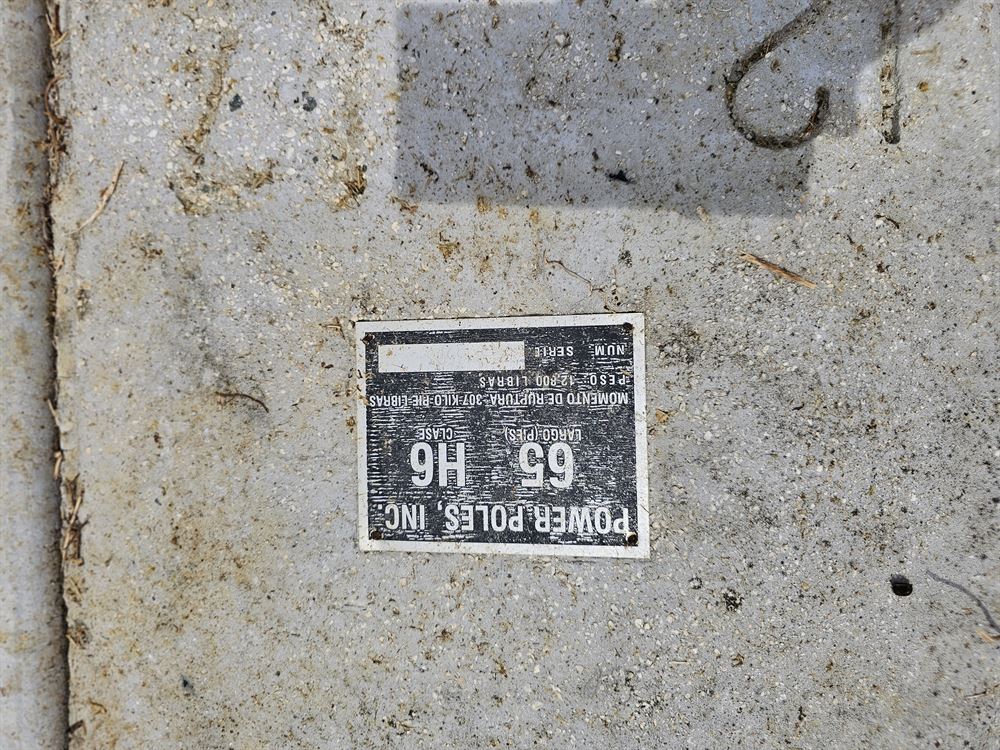 POWER POLES, INC.
65 H6
LARGO (PIES) CLASE
MOMENTO DE RUPTURA 307 KILO-PIE-LIBRAS
PESO: 12,800 LIBRAS
NUM SERIE